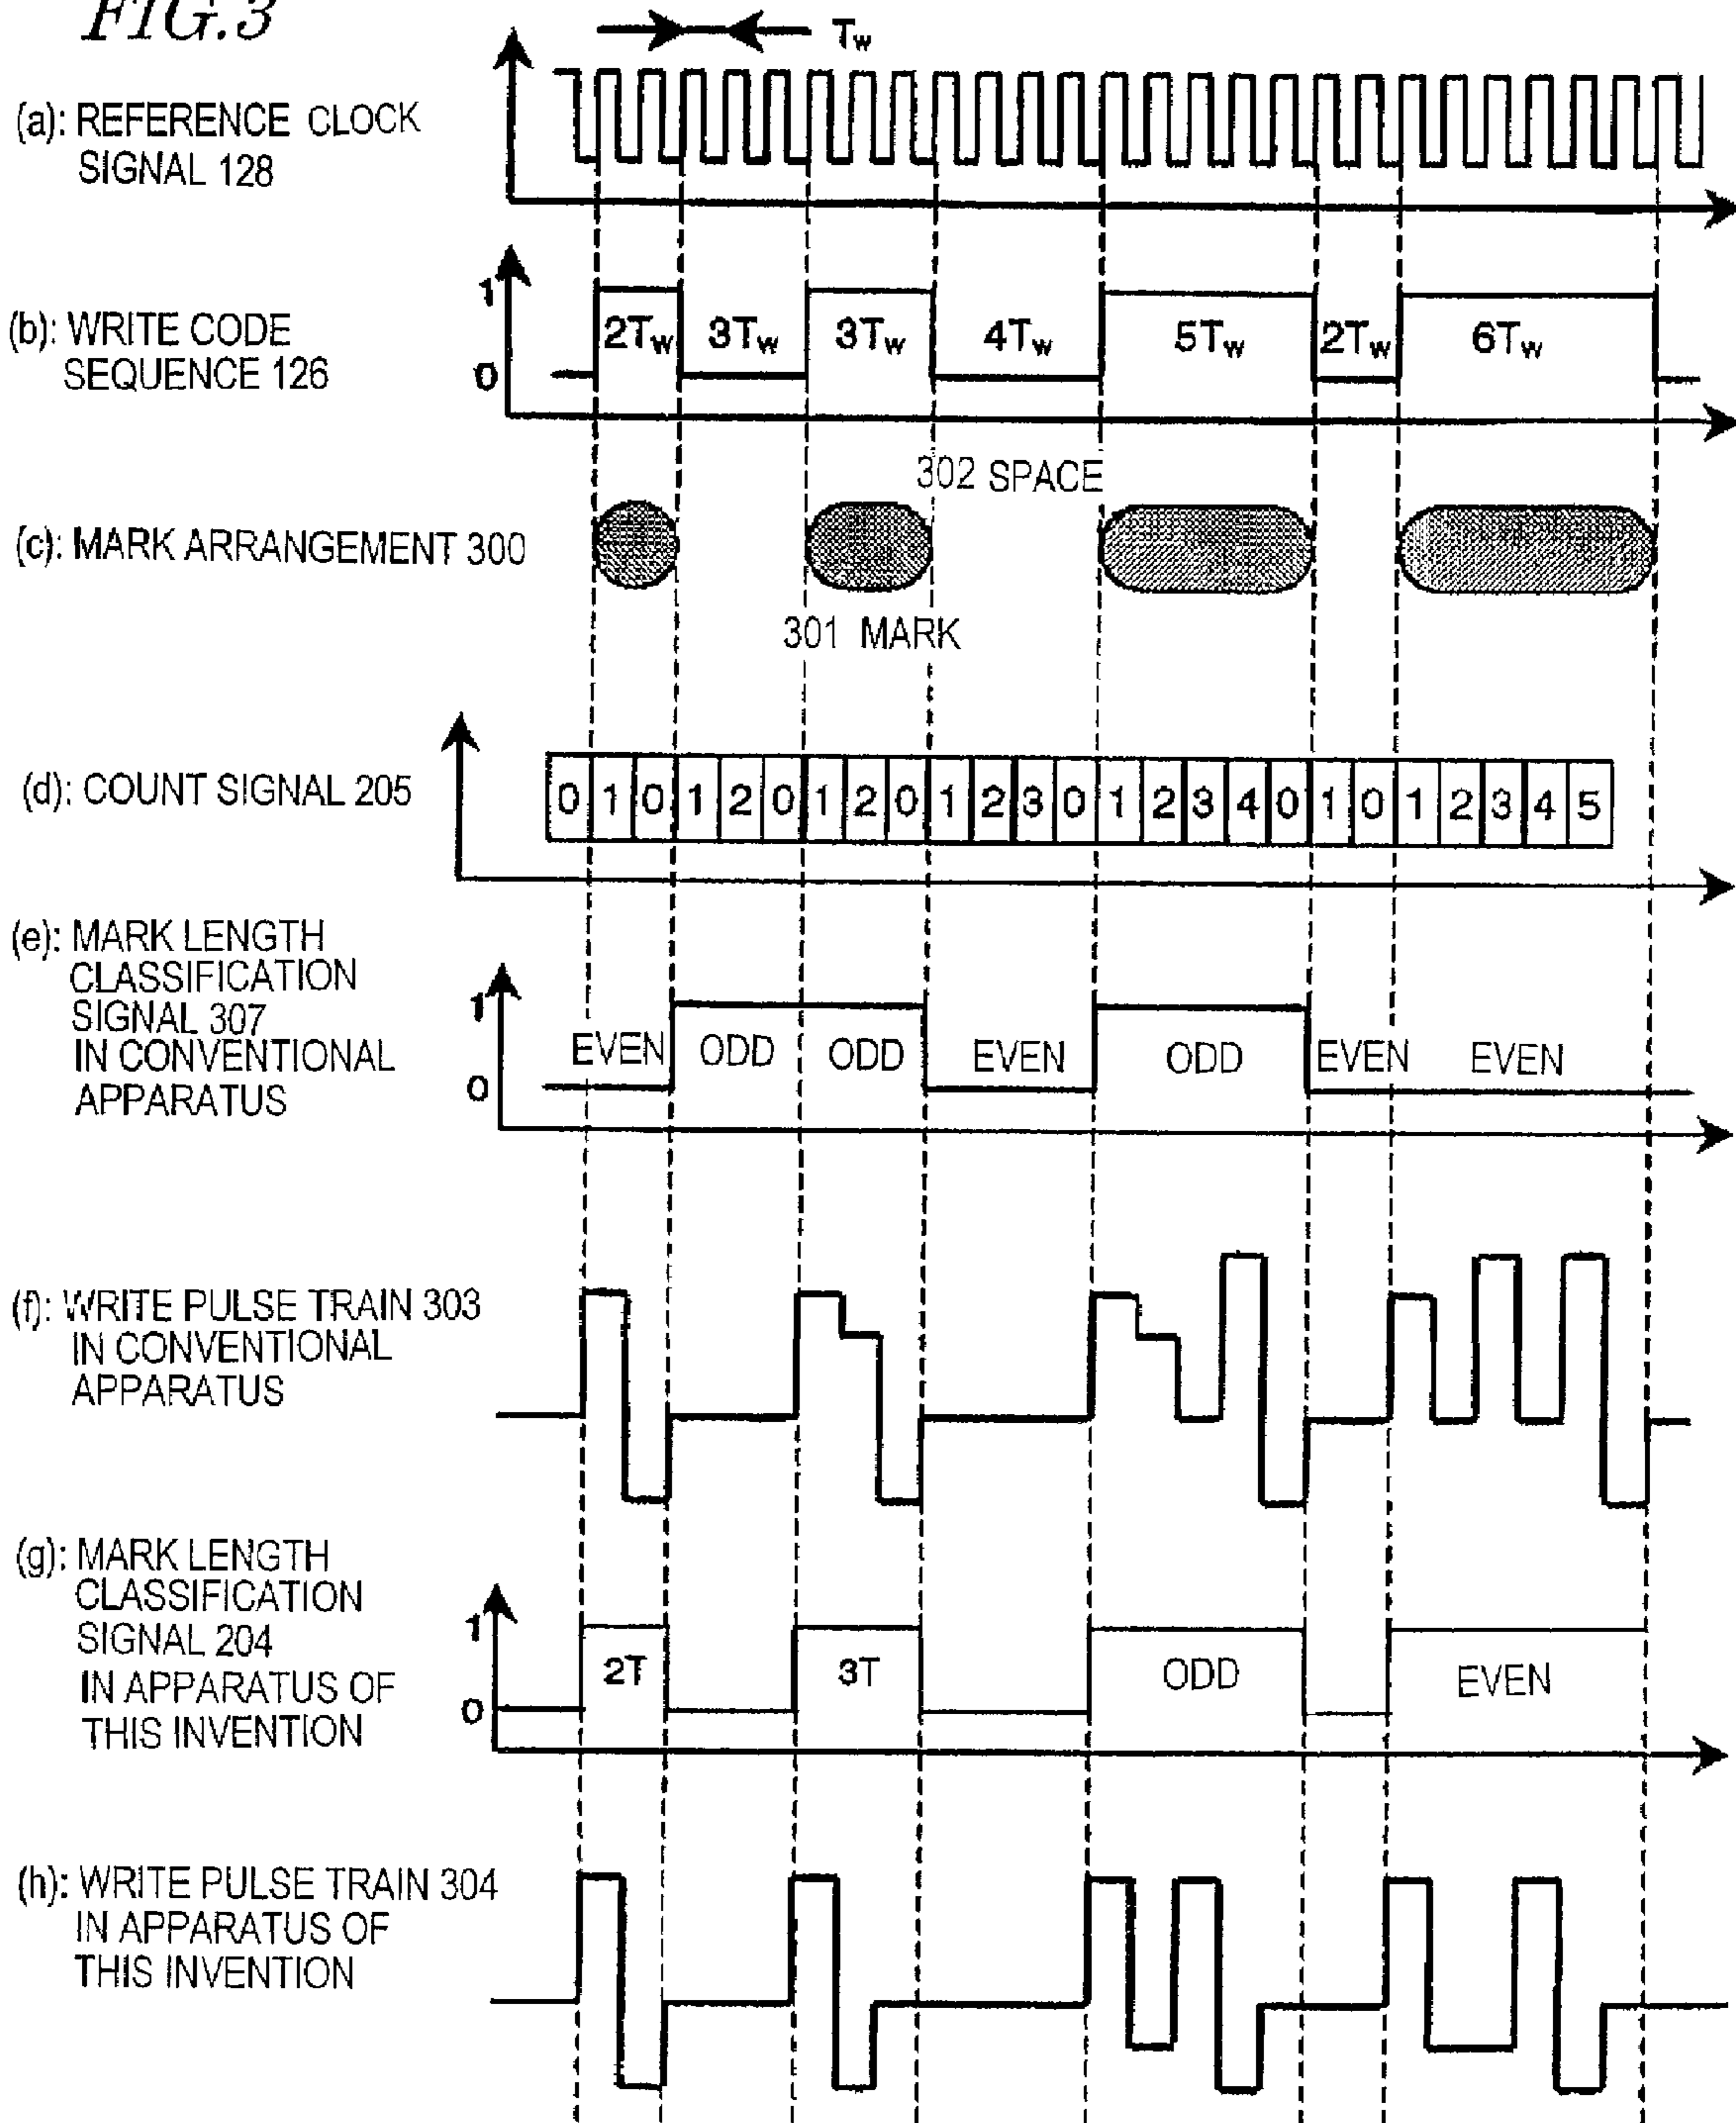 FIG.3
Tw
(a): REFERENCE CLOCK
SIGNAL 128
(b): WRITE CODE
SEQUENCE 126
1
0
2Tw 3Tw 3Tw 4Tw 5Tw 2Tw 6Tw
302 SPACE
(c): MARK ARRANGEMENT 300
301 MARK
(d): COUNT SIGNAL 205
0 1 0 1 2 0 1 2 0 1 2 3 0 1 2 3 4 0 1 0 1 2 3 4 5
(e): MARK LENGTH
CLASSIFICATION
SIGNAL 307
IN CONVENTIONAL
APPARATUS
1
0
EVEN ODD ODD EVEN ODD EVEN EVEN
(f): WRITE PULSE TRAIN 303
IN CONVENTIONAL
APPARATUS
(g): MARK LENGTH
CLASSIFICATION
SIGNAL 204
IN APPARATUS OF
THIS INVENTION
1
0
2T 3T ODD EVEN
(h): WRITE PULSE TRAIN 304
IN APPARATUS OF
THIS INVENTION